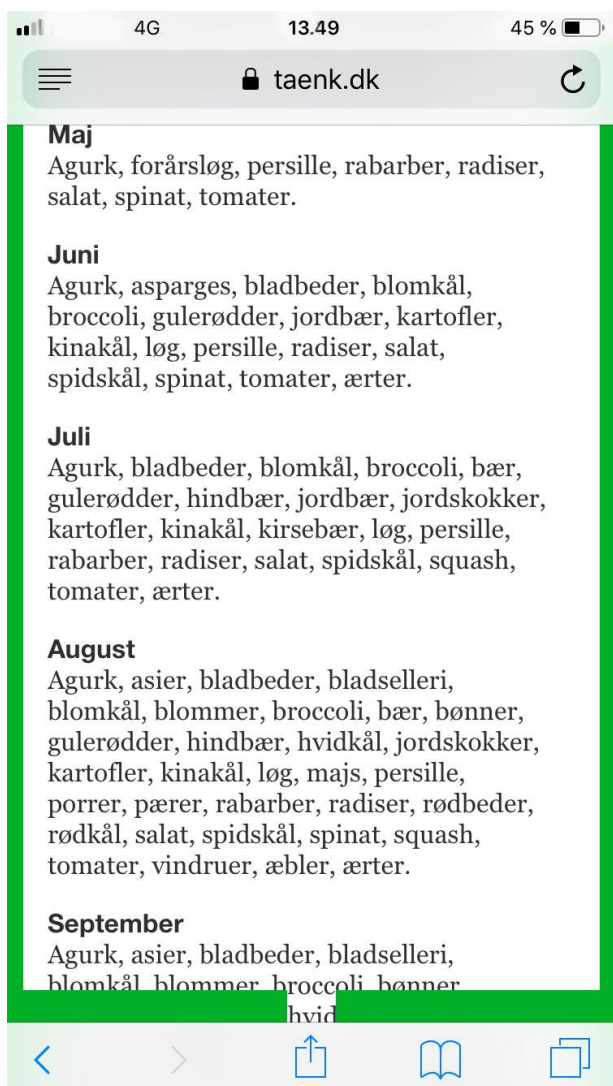 4G
13.49
45 %
taenk.dk
Maj
Agurk, forårsløg, persille, rabarber, radiser,
salat, spinat, tomater.
Juni
Agurk, asparges, bladbeder, blomkål,
broccoli, gulerødder, jordbær, kartofler,
kinakål, løg, persille, radiser, salat,
spidskål, spinat, tomater, ærter.
Juli
Agurk, bladbeder, blomkål, broccoli, bær,
gulerødder, hindbær, jordbær, jordskokker,
kartofler, kinakål, kirsebær, løg, persille,
rabarber, radiser, salat, spidskål, squash,
tomater, ærter.
August
Agurk, asier, bladbeder, bladselleri,
blomkål, blommer, broccoli, bær, bønner,
gulerødder, hindbær, hvidkål, jordskokker,
kartofler, kinakål, løg, majs, persille,
porrer, pærer, rabarber, radiser, rødbeder,
rødkål, salat, spidskål, spinat, squash,
tomater, vindruer, æbler, ærter.
September
Agurk, asier, bladbeder, bladselleri,
blomkål, blommer, broccoli, bønner
hvid